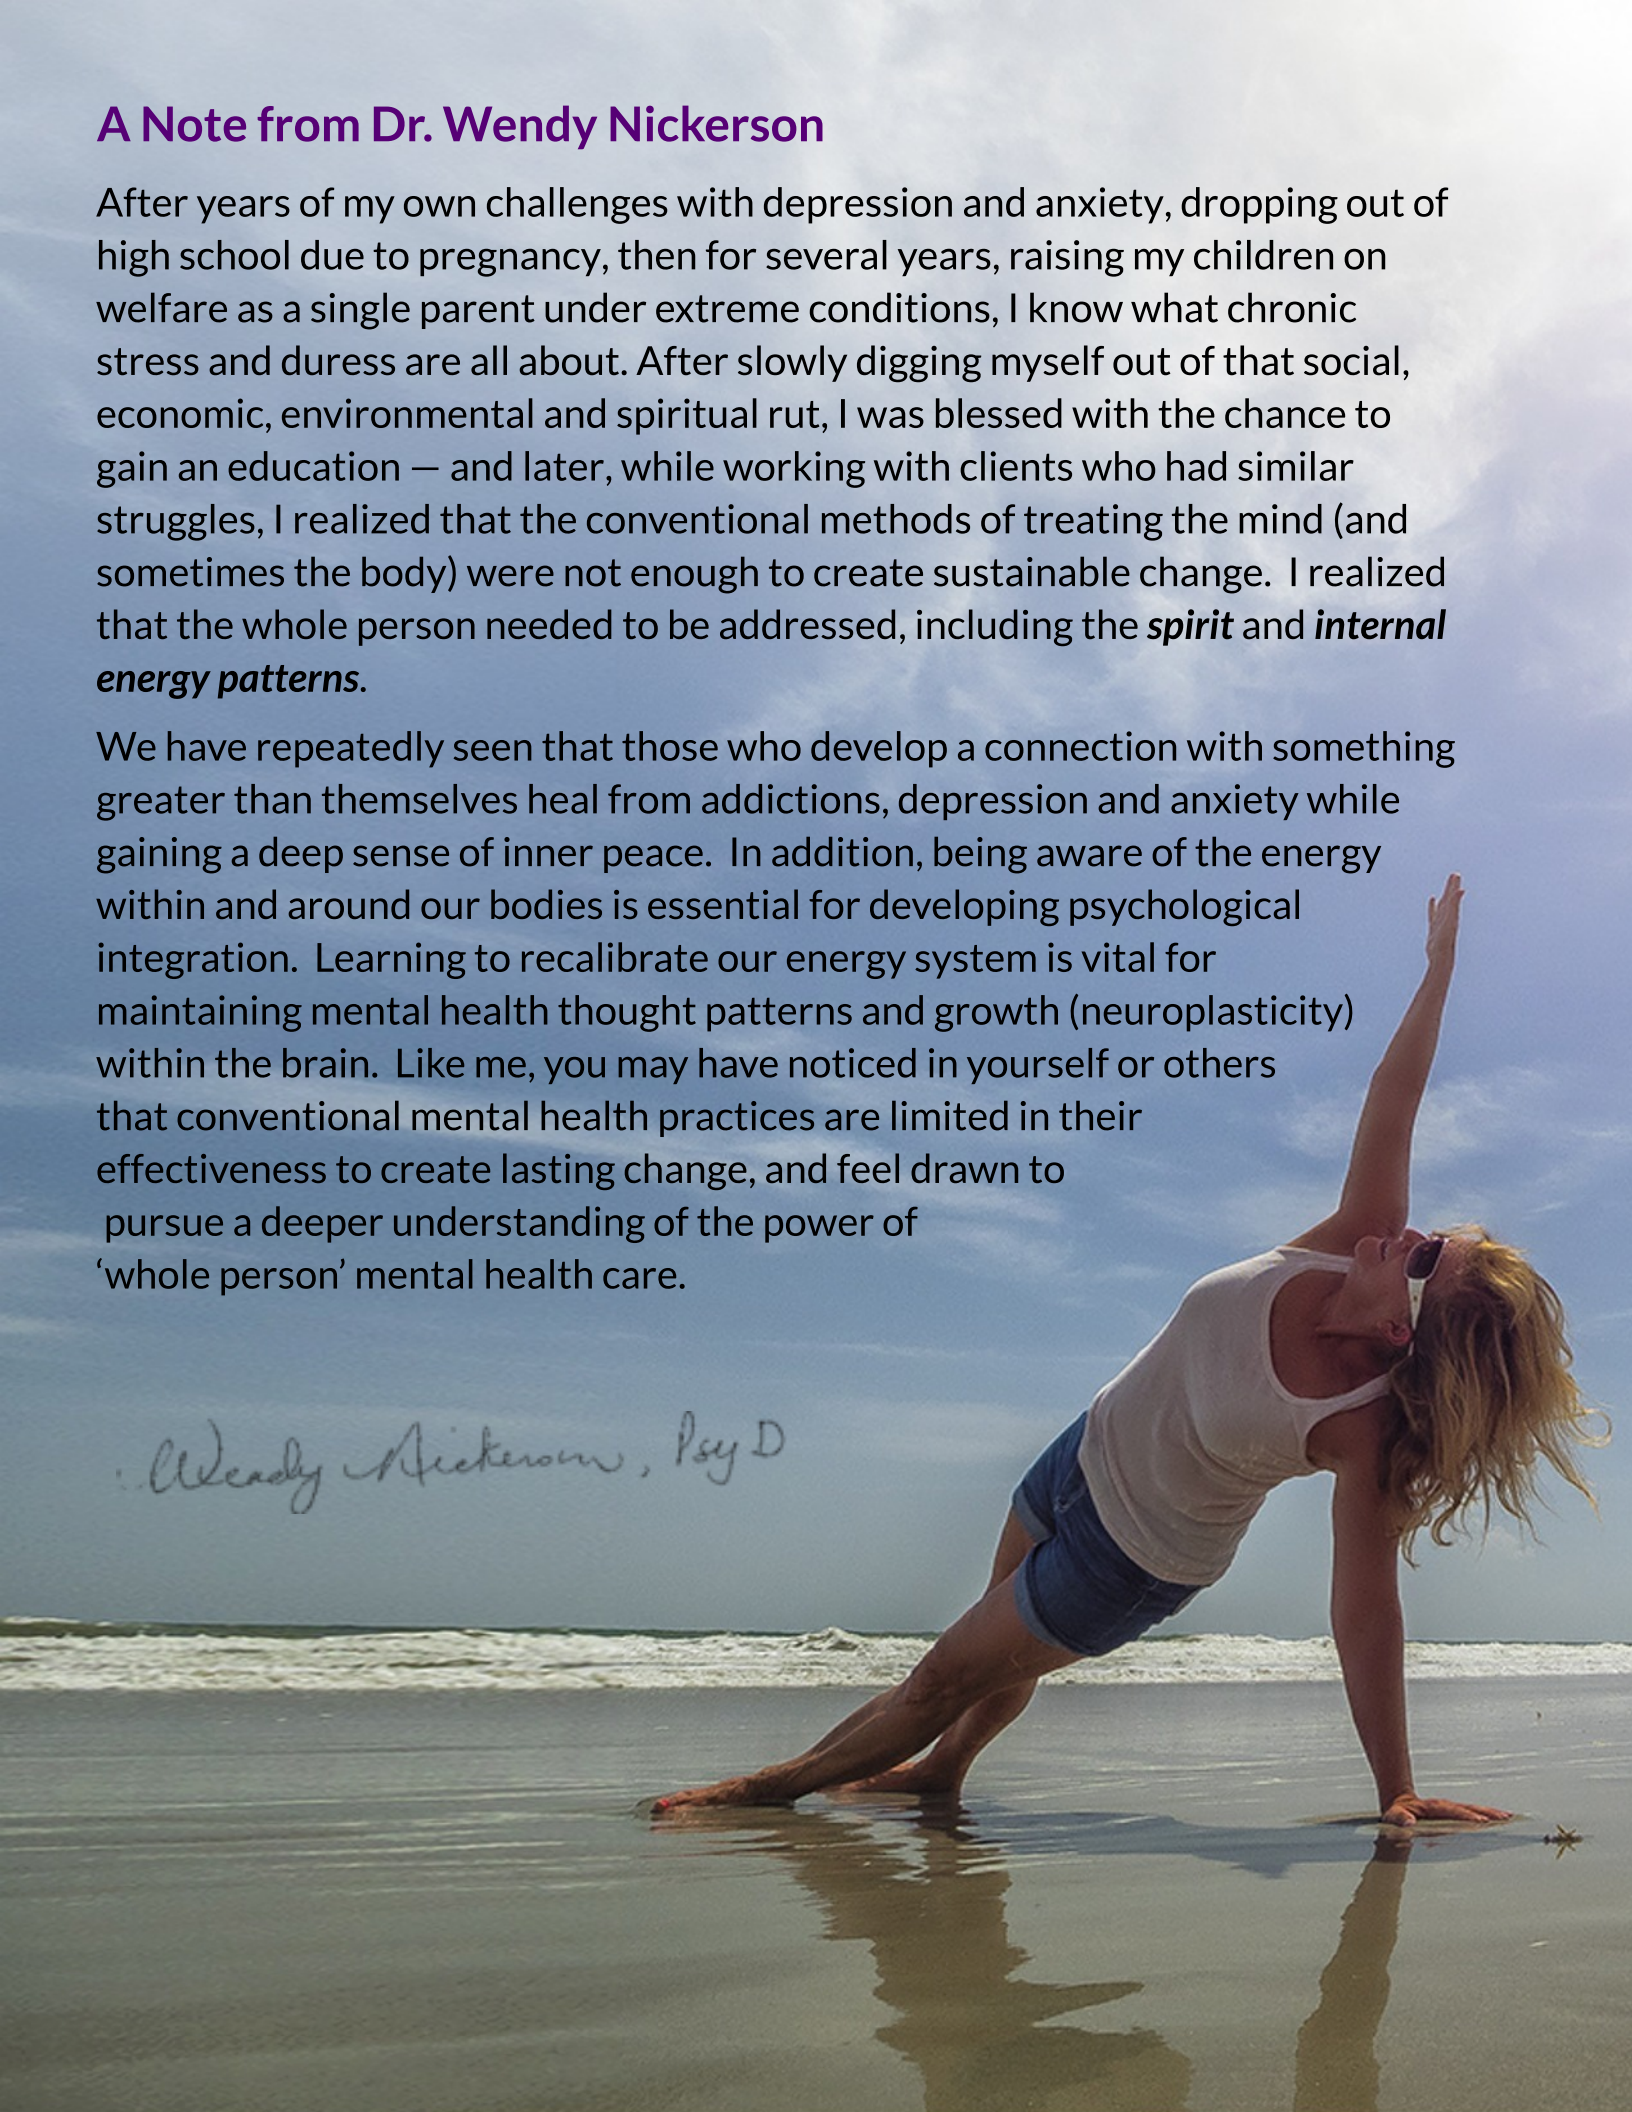 A Note from Dr. Wendy Nickerson
After years of my own challenges with depression and anxiety, dropping out of
high school due to pregnancy, then for several years, raising my children on
welfare as a single parent under extreme conditions, I know what chronic
stress and duress are all about. After slowly digging myself out of that social,
economic, environmental and spiritual rut, I was blessed with the chance to
gain an education — and later, while working with clients who had similar
struggles, I realized that the conventional methods of treating the mind (and
sometimes the body) were not enough to create sustainable change.  I realized
that the whole person needed to be addressed, including the spirit and internal
energy patterns.
We have repeatedly seen that those who develop a connection with something
greater than themselves heal from addictions, depression and anxiety while
gaining a deep sense of inner peace.  In addition, being aware of the energy
within and around our bodies is essential for developing psychological
integration.  Learning to recalibrate our energy system is vital for
maintaining mental health thought patterns and growth (neuroplasticity)
within the brain.  Like me, you may have noticed in yourself or others
that conventional mental health practices are limited in their
effectiveness to create lasting change, and feel drawn to
pursue a deeper understanding of the power of
‘whole person’ mental health care.
Wendy Nickerson, Psy D